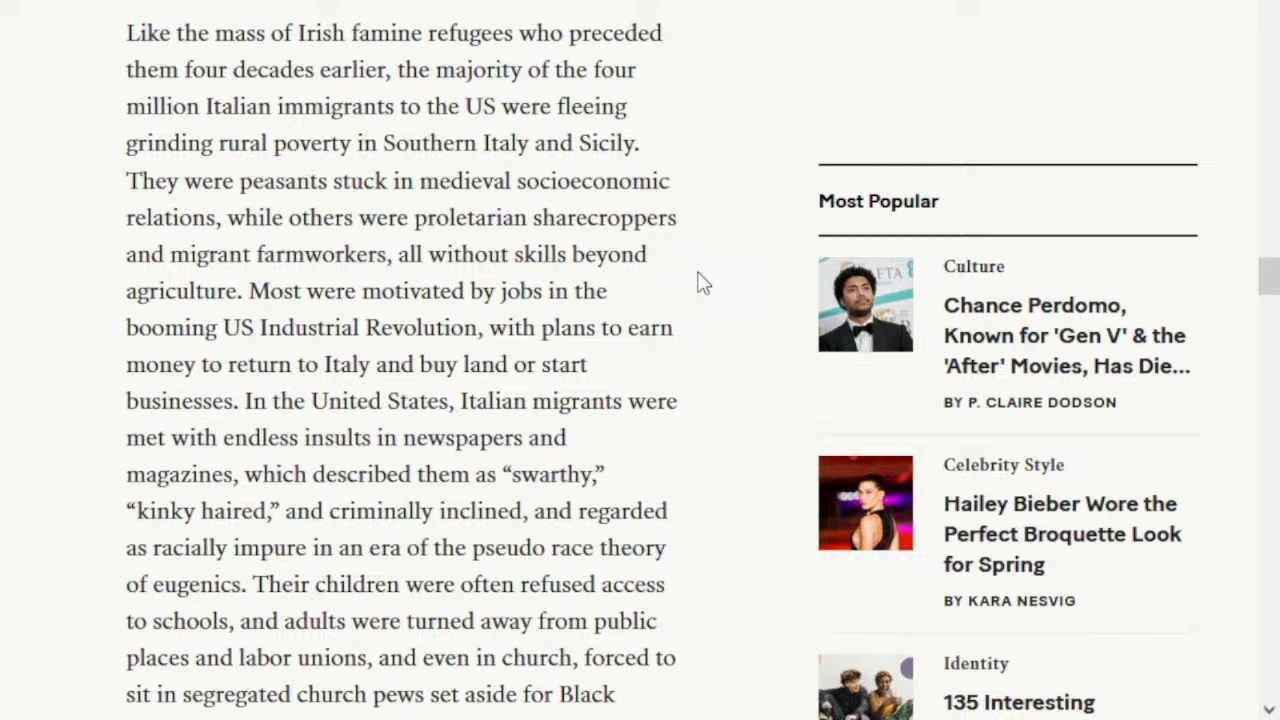 Like the mass of Irish famine refugees who preceded
them four decades earlier, the majority of the four
million Italian immigrants to the US were fleeing
grinding rural poverty in Southern Italy and Sicily.
They were peasants stuck in medieval socioeconomic
relations, while others were proletarian sharecroppers
and migrant farmworkers, all without skills beyond
agriculture. Most were motivated by jobs in the
booming US Industrial Revolution, with plans to earn
money to return to Italy and buy land or start
businesses. In the United States, Italian migrants were
met with endless insults in newspapers and
magazines, which described them as “swarthy,”
“kinky haired,” and criminally inclined, and regarded
as racially impure in an era of the pseudo race theory
of eugenics. Their children were often refused access
to schools, and adults were turned away from public
places and labor unions, and even in church, forced to
sit in segregated church pews set aside for Black
Most Popular
Culture
Chance Perdomo,
Known for 'Gen V' & the
'After' Movies, Has Die...
BY P. CLAIRE DODSON
Celebrity Style
Hailey Bieber Wore the
Perfect Broquette Look
for Spring
BY KARA NESVIG
Identity
135 Interesting